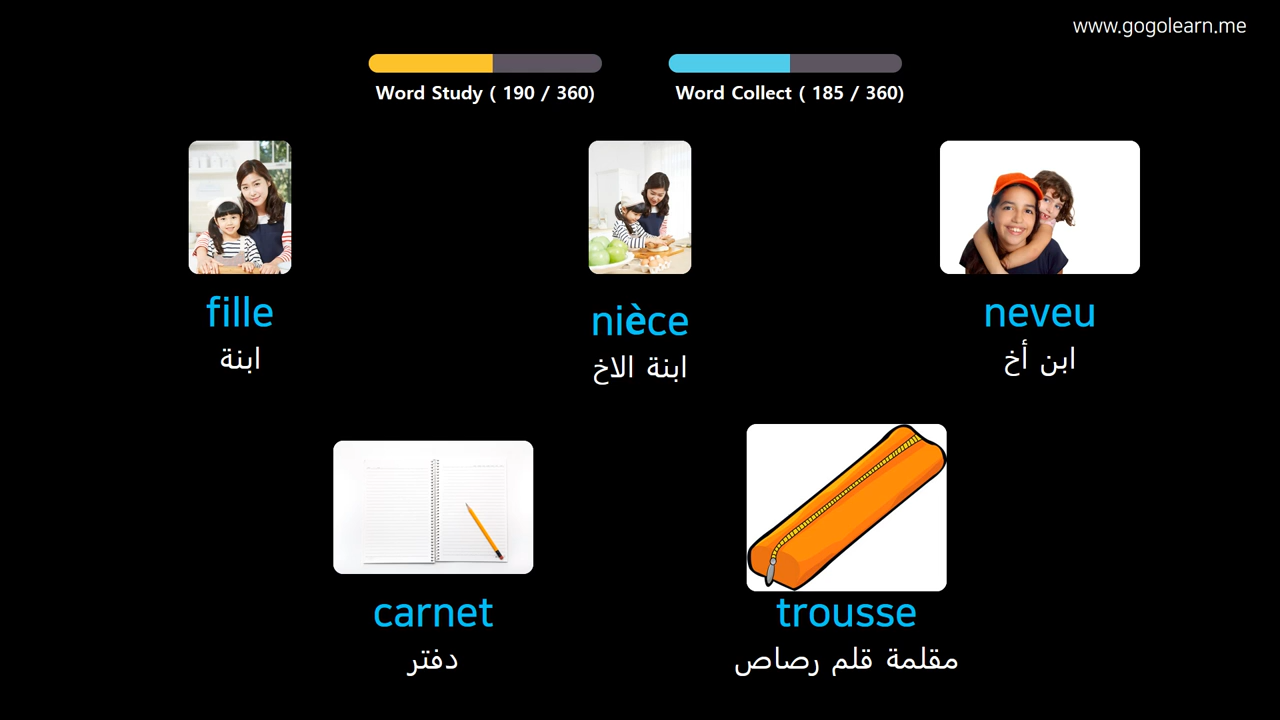 www.gogolearn.me
Word Study ( 190 / 360)
Word Collect ( 185 / 360)
fille
ابنة
nièce
ابنة الاخ
neveu
ابن أخ
carnet
دفتر
trousse
مقلمة قلم رصاص